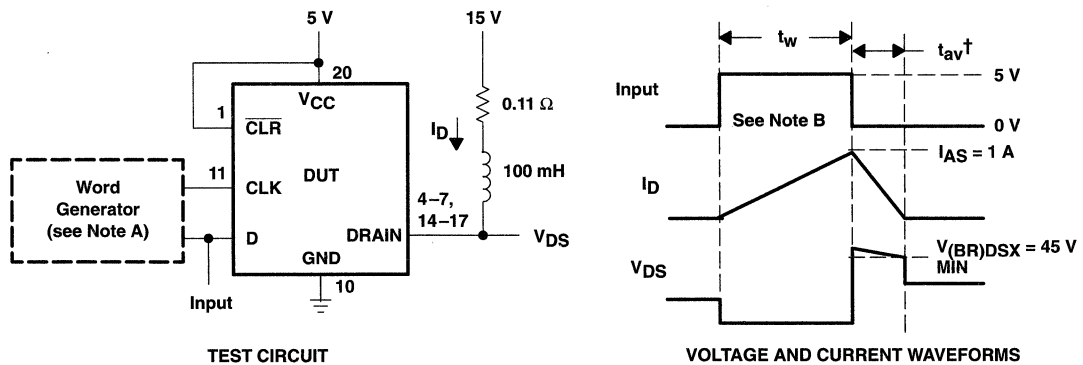 5 V
15 V
20
VCC
1
CLR
0.11 Ω
ID
Word
Generator
(see Note A)
11
CLK
DUT
100 mH
4–7,
14–17
D
DRAIN
VDS
GND
10
Input
TEST CIRCUIT
tw
tav†
Input
5 V
See Note B
0 V
IAS = 1 A
ID
V(BR)DSX = 45 V
MIN
VDS
VOLTAGE AND CURRENT WAVEFORMS